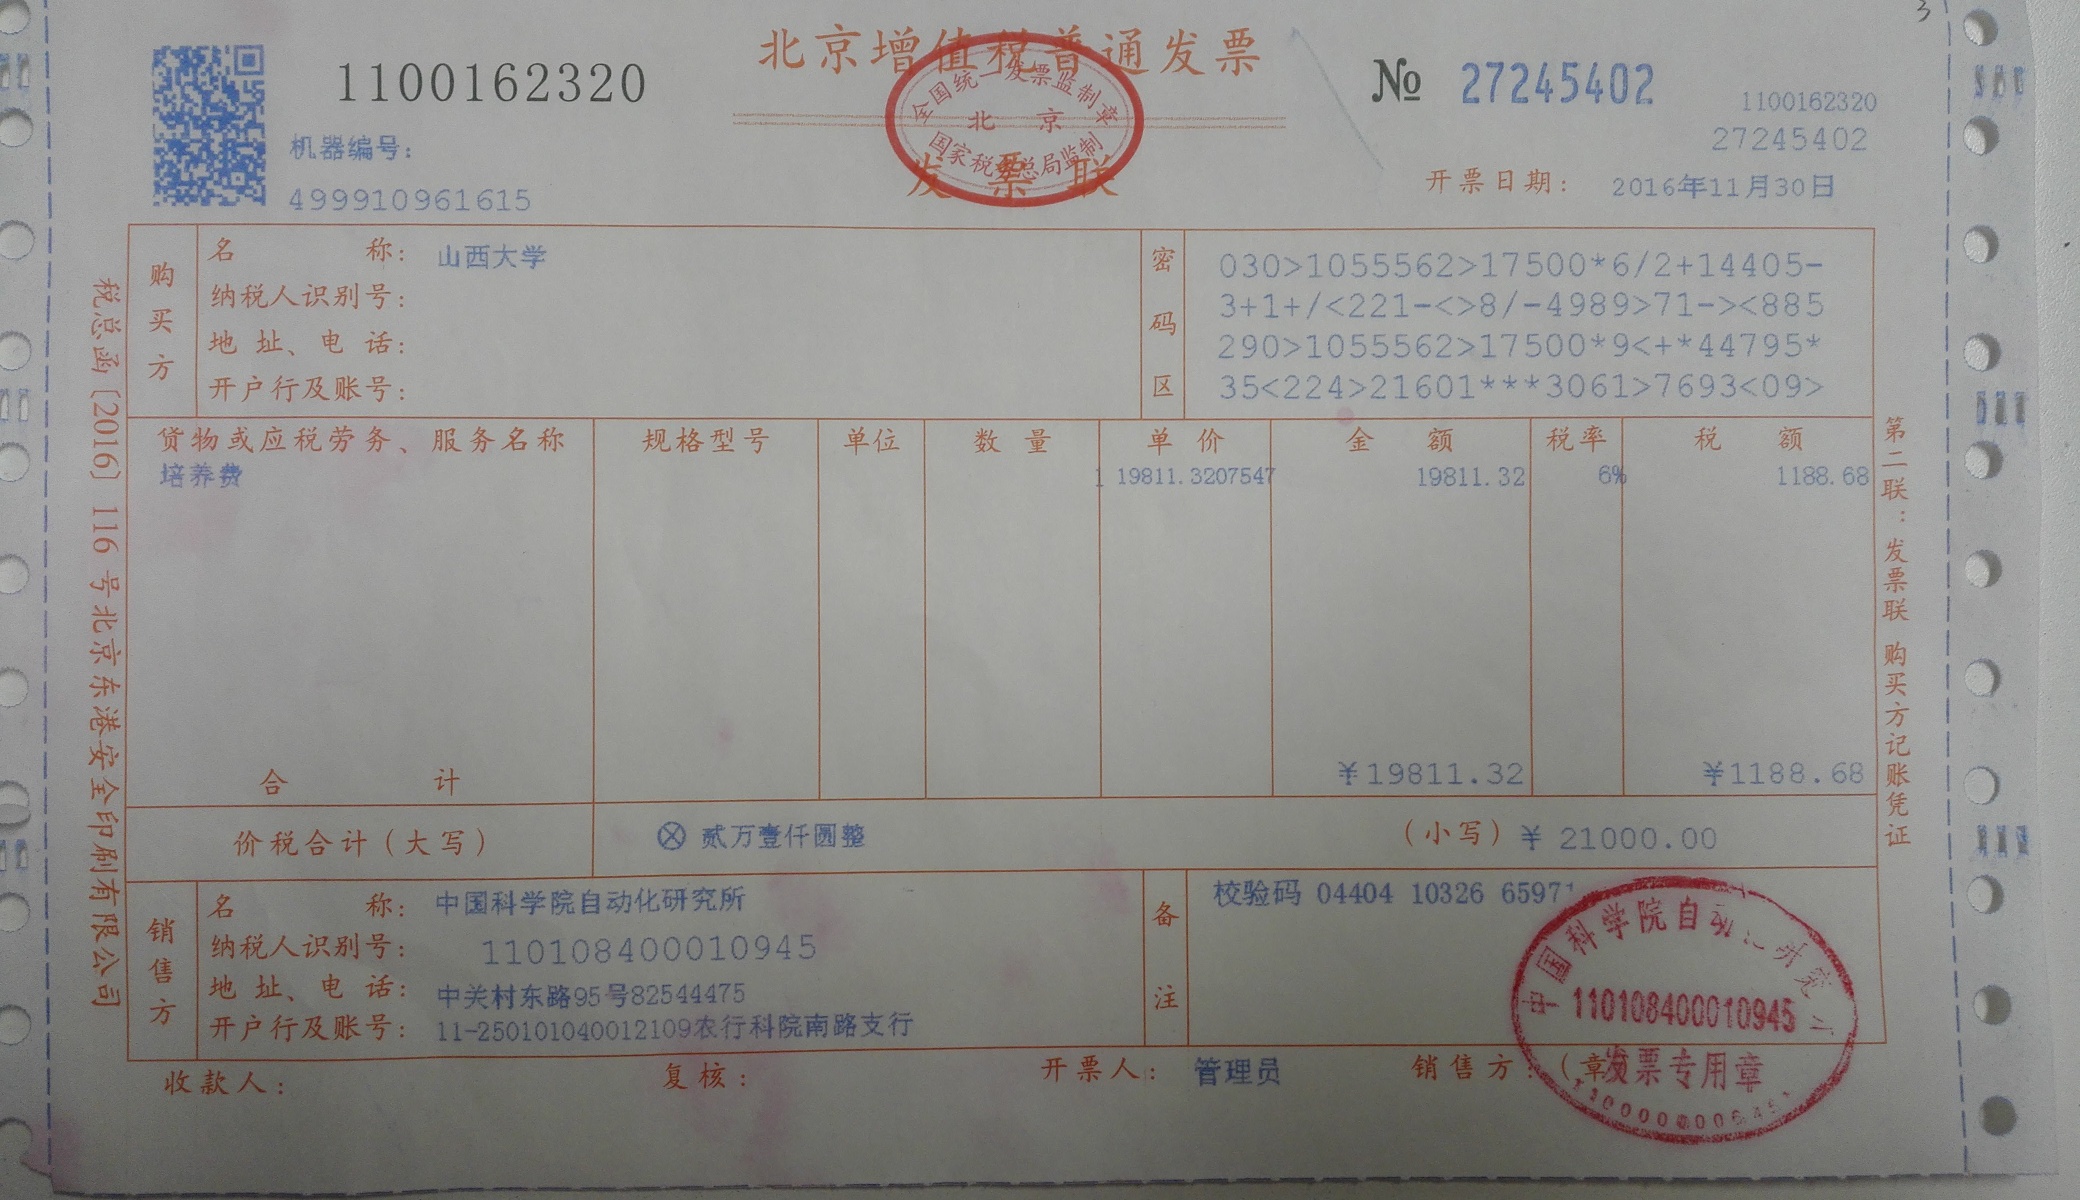 3
北京增值税普通发票
1100162320
No 27245402
1100162320
27245402
全国统一发票监制章
北 京
国家税务总局监制
发票联
机器编号:
499910961615
开票日期: 2016年11月30日
购买方
名 称: 山西大学
纳税人识别号:
地 址、电 话:
开户行及账号:
密码区
030>1055562>17500*6/2+14405-
3+1+/<221-<>8/-4989>71-><885
290>1055562>17500*9<+*44795*
35<224>21601***3061>7693<09>
货物或应税劳务、服务名称 规格型号 单位 数 量 单 价 金 额 税率 税 额
培养费 1 19811.3207547 19811.32 6% 1188.68
合 计 ¥19811.32 ¥1188.68
价税合计(大写) ⊗ 贰万壹仟圆整 (小写) ¥ 21000.00
销售方
名 称: 中国科学院自动化研究所
纳税人识别号: 110108400010945
地 址、电 话: 中关村东路95号82544475
开户行及账号: 11-250101040012109农行科院南路支行
备注
校验码 04404 10326 6597
中国科学院自动 研究
110108400010945
发票专用章
收款人: 复核: 开票人: 管理员 销售方:(章)
税总函〔2016〕116号北京东港安全印刷有限公司
第二联:发票联 购买方记账凭证